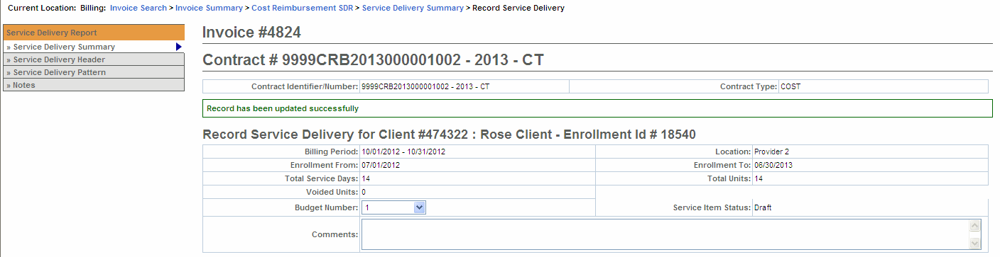 Current Location: Billing: Invoice Search > Invoice Summary > Cost Reimbursement SDR > Service Delivery Summary > Record Service Delivery
Service Delivery Report
» Service Delivery Summary
» Service Delivery Header
» Service Delivery Pattern
» Notes
Invoice #4824
Contract # 9999CRB2013000001002 - 2013 - CT
Contract Identifier/Number: 9999CRB2013000001002 - 2013 - CT Contract Type: COST
Record has been updated successfully
Record Service Delivery for Client #474322 : Rose Client - Enrollment Id # 18540
Billing Period: 10/01/2012 - 10/31/2012 Location: Provider 2
Enrollment From: 07/01/2012 Enrollment To: 06/30/2013
Total Service Days: 14 Total Units: 14
Voided Units: 0
Budget Number: 1 Service Item Status: Draft
Comments: